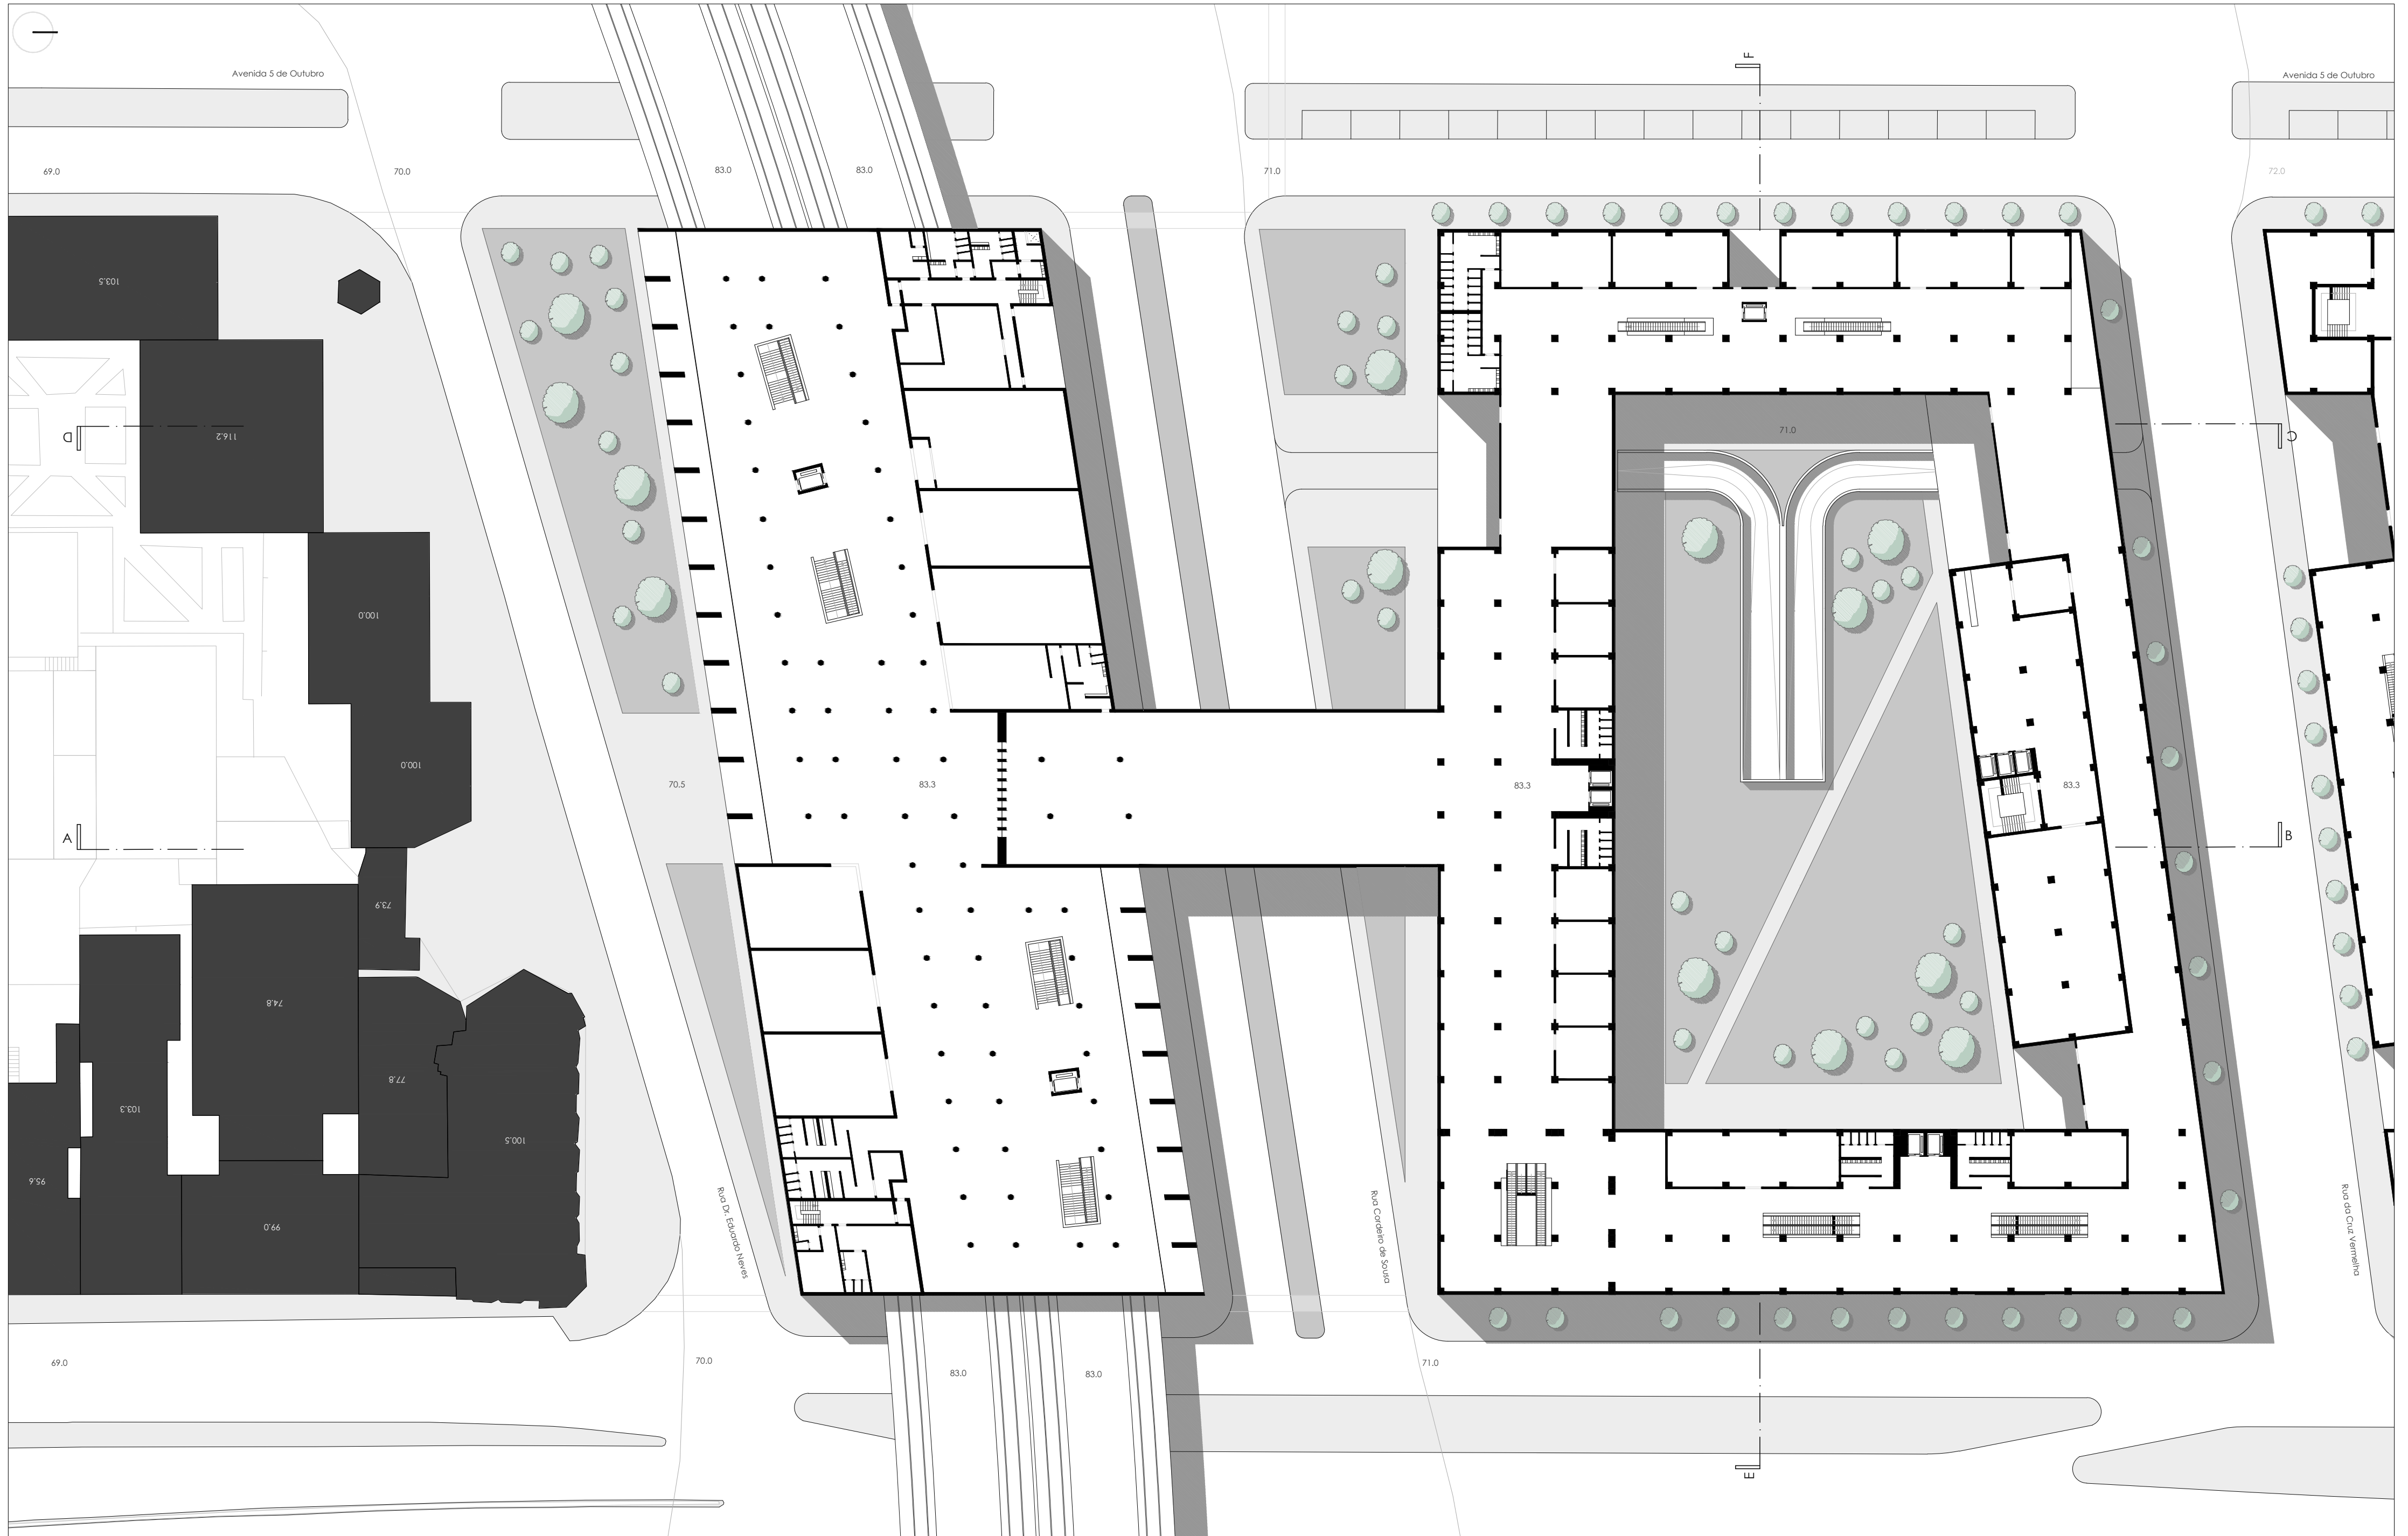 F
Avenida 5 de Outubro
Avenida 5 de Outubro
69.0
70.0
83.0
83.0
71.0
72.0
103.5
D
116.2
71.0
C
100.0
100.0
70.5
83.3
83.3
83.3
A
B
73.9
74.8
77.8
103.3
100.5
95.6
99.0
Rua Dr. Eduardo Neves
Rua Cordeiro de Sousa
Rua da Cruz Vermelha
69.0
70.0
83.0
83.0
71.0
E